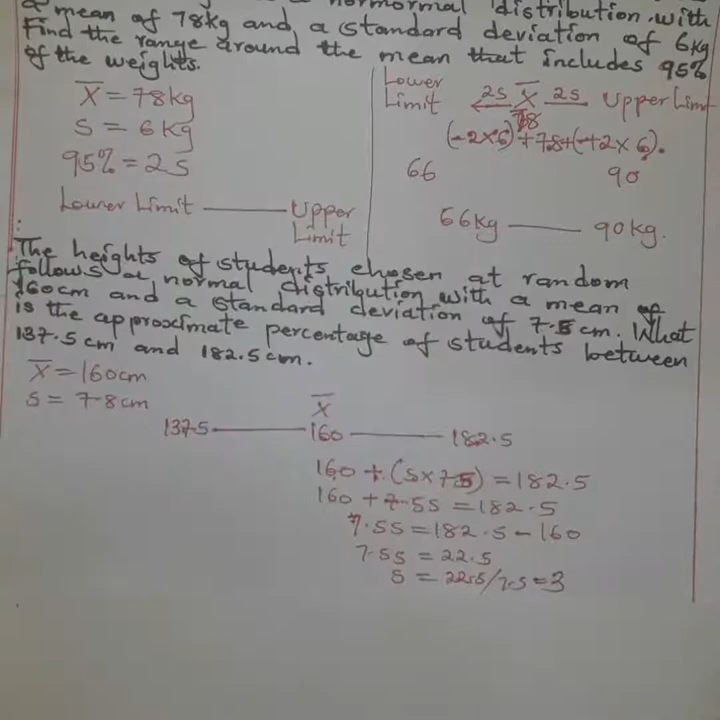 a mean of 78kg and a standard deviation of 6kg
distribution with
Find the range around the mean that includes 95%
of the weights.
X̄ = 78kg
S = 6kg
95% = 2S
Lower Limit ——— Upper
Limit
Lower
Limit
2S X̄ 2S Upper Limit
78
(-2×6)+78+(+2×6).
66 90
66kg ——— 90kg.
The heights of students chosen at random
follows a normal distribution with a mean of
160cm and a standard deviation of 7.5cm. What
is the approximate percentage of students between
137.5cm and 182.5cm.
X̄ = 160cm
S = 7.8cm
X̄
137.5 ——— 160 ——— 182.5
160 + (S×7.5) = 182.5
160 + 7.5S = 182.5
7.5S = 182.5 - 160
7.5S = 22.5
S = 22.5/7.5 = 3